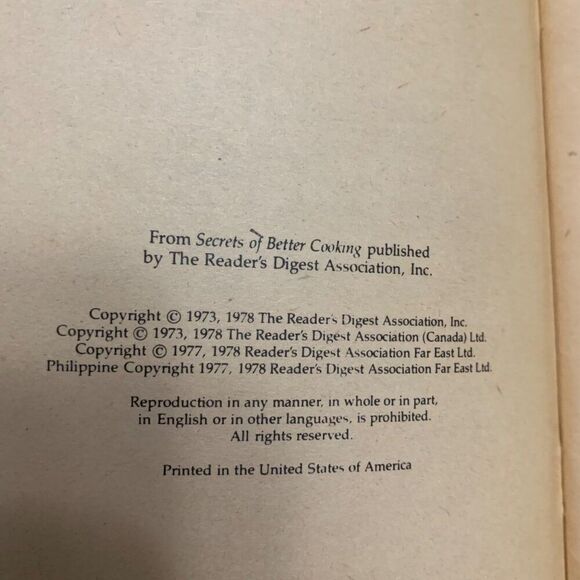 From Secrets of Better Cooking published
by The Reader's Digest Association, Inc.
Copyright © 1973, 1978 The Reader's Digest Association, Inc.
Copyright © 1973, 1978 The Reader's Digest Association (Canada) Ltd.
Copyright © 1977, 1978 Reader's Digest Association Far East Ltd.
Philippine Copyright 1977, 1978 Reader's Digest Association Far East Ltd.
Reproduction in any manner, in whole or in part,
in English or in other languages, is prohibited.
All rights reserved.
Printed in the United States of America